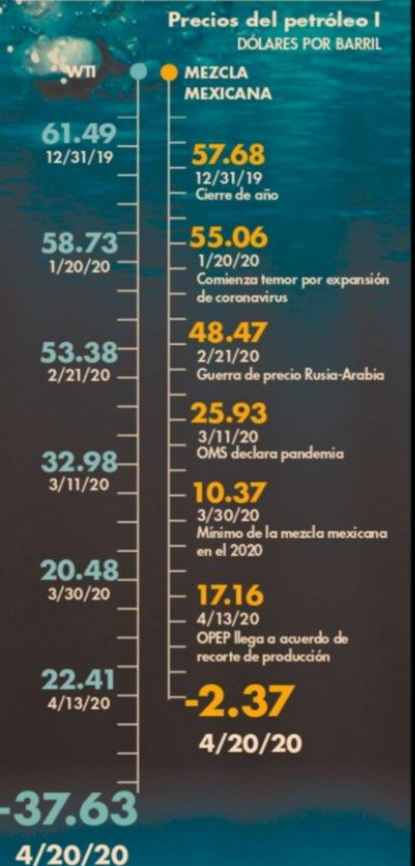 Precios del petróleo I
DÓLARES POR BARRIL
WTI
MEZCLA
MEXICANA
61.49
12/31/19
57.68
12/31/19
Cierre de año
58.73
1/20/20
55.06
1/20/20
Comienza temor por expansión
de coronavirus
53.38
2/21/20
48.47
2/21/20
Guerra de precio Rusia-Arabia
32.98
3/11/20
25.93
3/11/20
OMS declara pandemia
20.48
3/30/20
10.37
3/30/20
Mínimo de la mezcla mexicana
en el 2020
22.41
4/13/20
17.16
4/13/20
OPEP llega a acuerdo de
recorte de producción
-37.63
4/20/20
-2.37
4/20/20